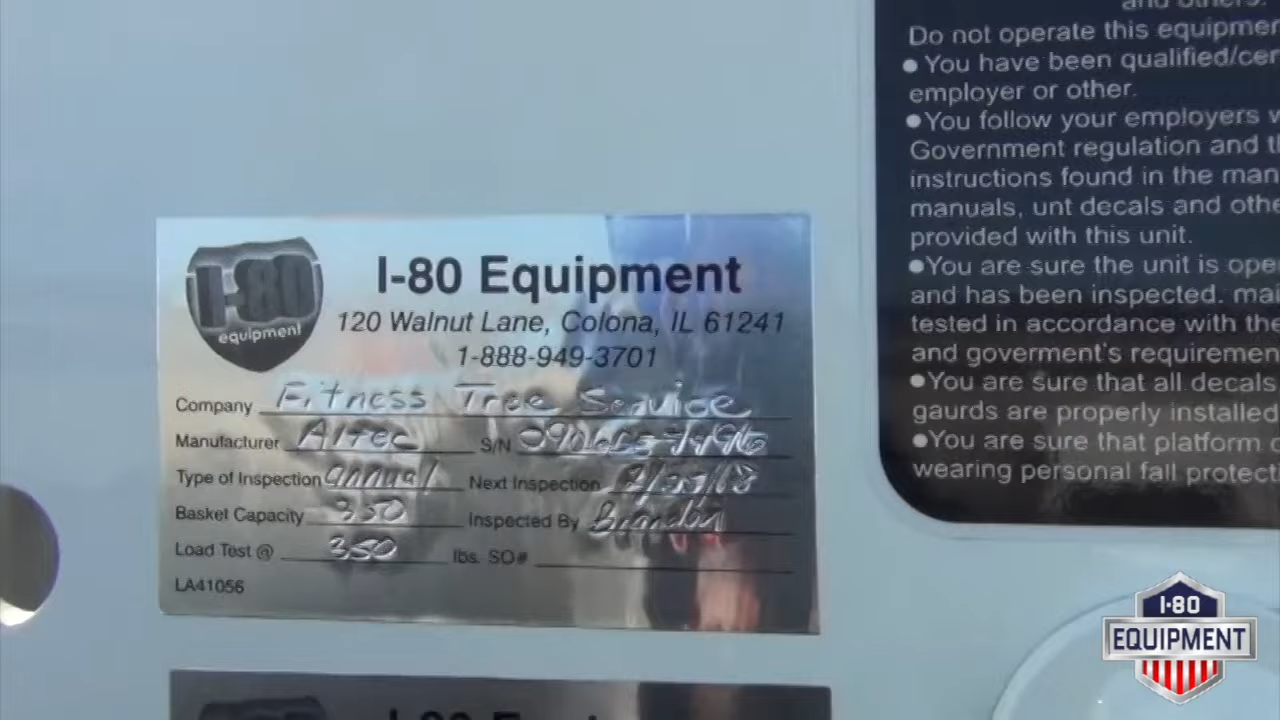 I-80
equipment
I-80 Equipment
120 Walnut Lane, Colona, IL 61241
1-888-949-3701
Company Fitness Tree Service
Manufacturer Altec S/N
Type of Inspection annual Next Inspection
Basket Capacity 350 Inspected By
Load Test @ 350 lbs. SO#
LA41056
and others.
Do not operate this equipmen
● You have been qualified/cer
employer or other.
●You follow your employers w
Government regulation and th
instructions found in the man
manuals, unt decals and othe
provided with this unit.
●You are sure the unit is ope
and has been inspected. mai
tested in accordance with the
and goverment's requiremen
●You are sure that all decals
gaurds are properly installed
●You are sure that platform o
wearing personal fall protect
I-80
EQUIPMENT